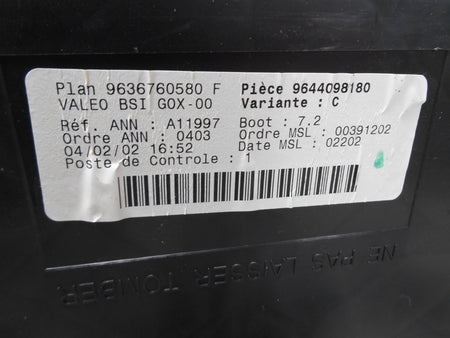 Plan 9636760580 F Pièce 9644098180
VALEO BSI GOX-00 Variante : C
Réf. ANN : A11997 Boot : 7.2
Ordre ANN : 0403 Ordre MSL : 00391202
04/02/02 16:52 Date MSL : 02202
Poste de Controle : 1
NE PAS LAISSER TOMBER